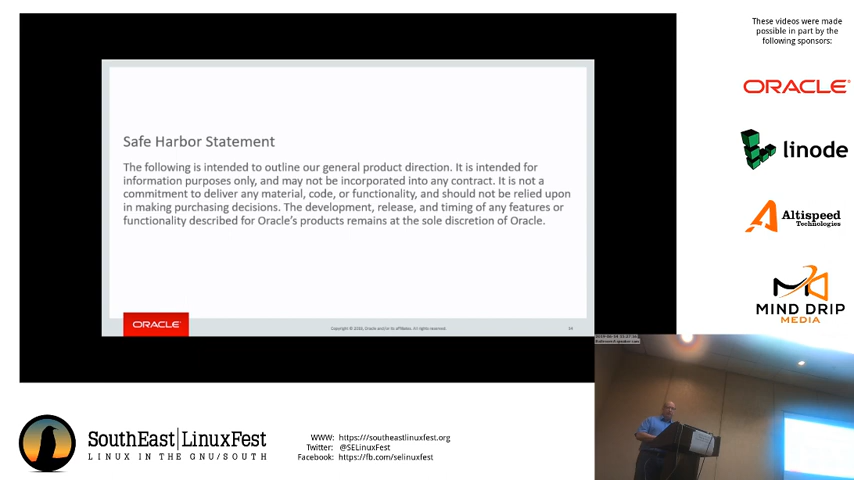 These videos were made
possible in part by the
following sponsors:
ORACLE
linode
Altispeed
Technologies
MIND DRIP
MEDIA
Safe Harbor Statement
The following is intended to outline our general product direction. It is intended for
information purposes only, and may not be incorporated into any contract. It is not a
commitment to deliver any material, code, or functionality, and should not be relied upon
in making purchasing decisions. The development, release, and timing of any features or
functionality described for Oracle's products remains at the sole discretion of Oracle.
ORACLE
SouthEast|LinuxFest
LINUX IN THE GNU/SOUTH
WWW: https:///southeastlinuxfest.org
Twitter: @SELinuxFest
Facebook: https://fb.com/selinuxfest